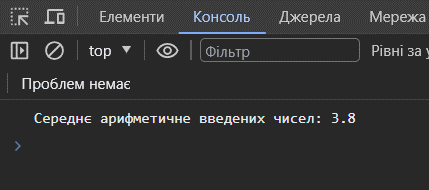 Елементи Консоль Джерела Мережа
top Фільтр Рівні за у
Проблем немає
Середнє арифметичне введених чисел: 3.8